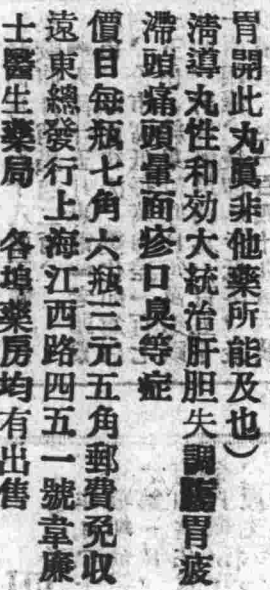 胃開此丸眞非他藥所能及也）
清導丸性和効大統治肝胆失調胃疲
滯頭痛頭暈面疹口臭等症
價目每瓶七角六瓶三元五角郵費免收
遠東總發行上海江西路四五一號韋廉
士醫生藥局　各埠藥房均有出售